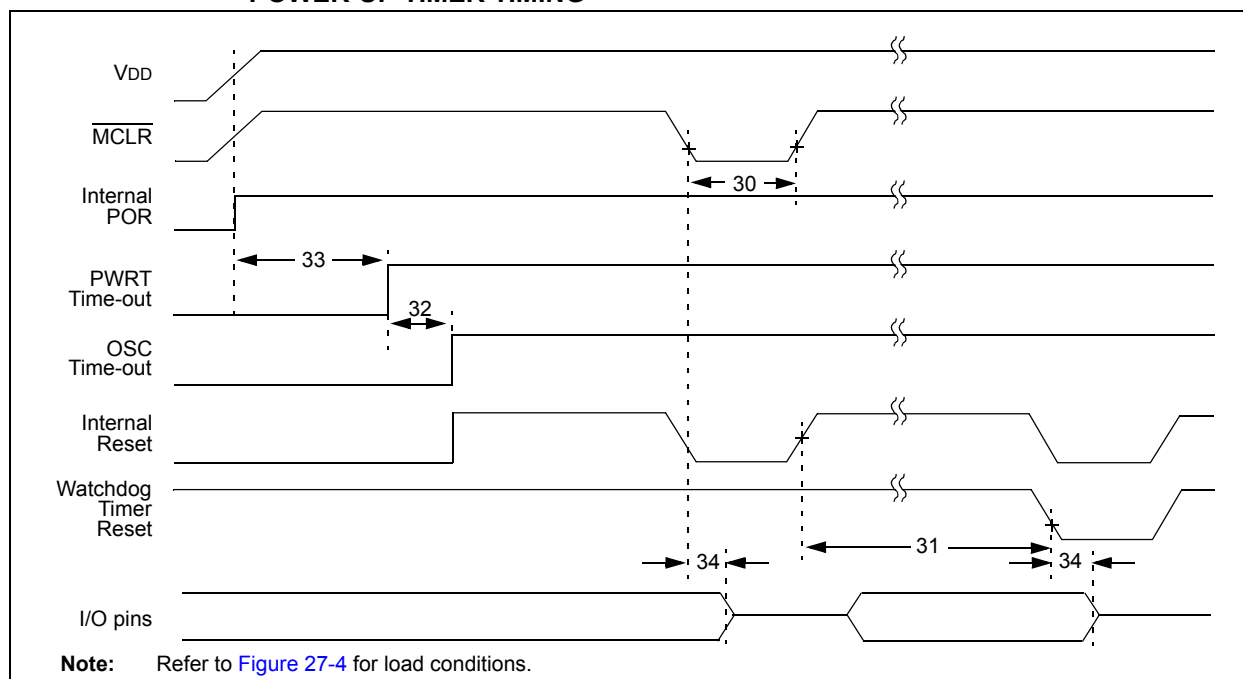 POWER-UP TIMER TIMING
VDD
MCLR
30
Internal
POR
33
PWRT
Time-out
32
OSC
Time-out
Internal
Reset
Watchdog
Timer
Reset
31
34
34
I/O pins
Note: Refer to Figure 27-4 for load conditions.